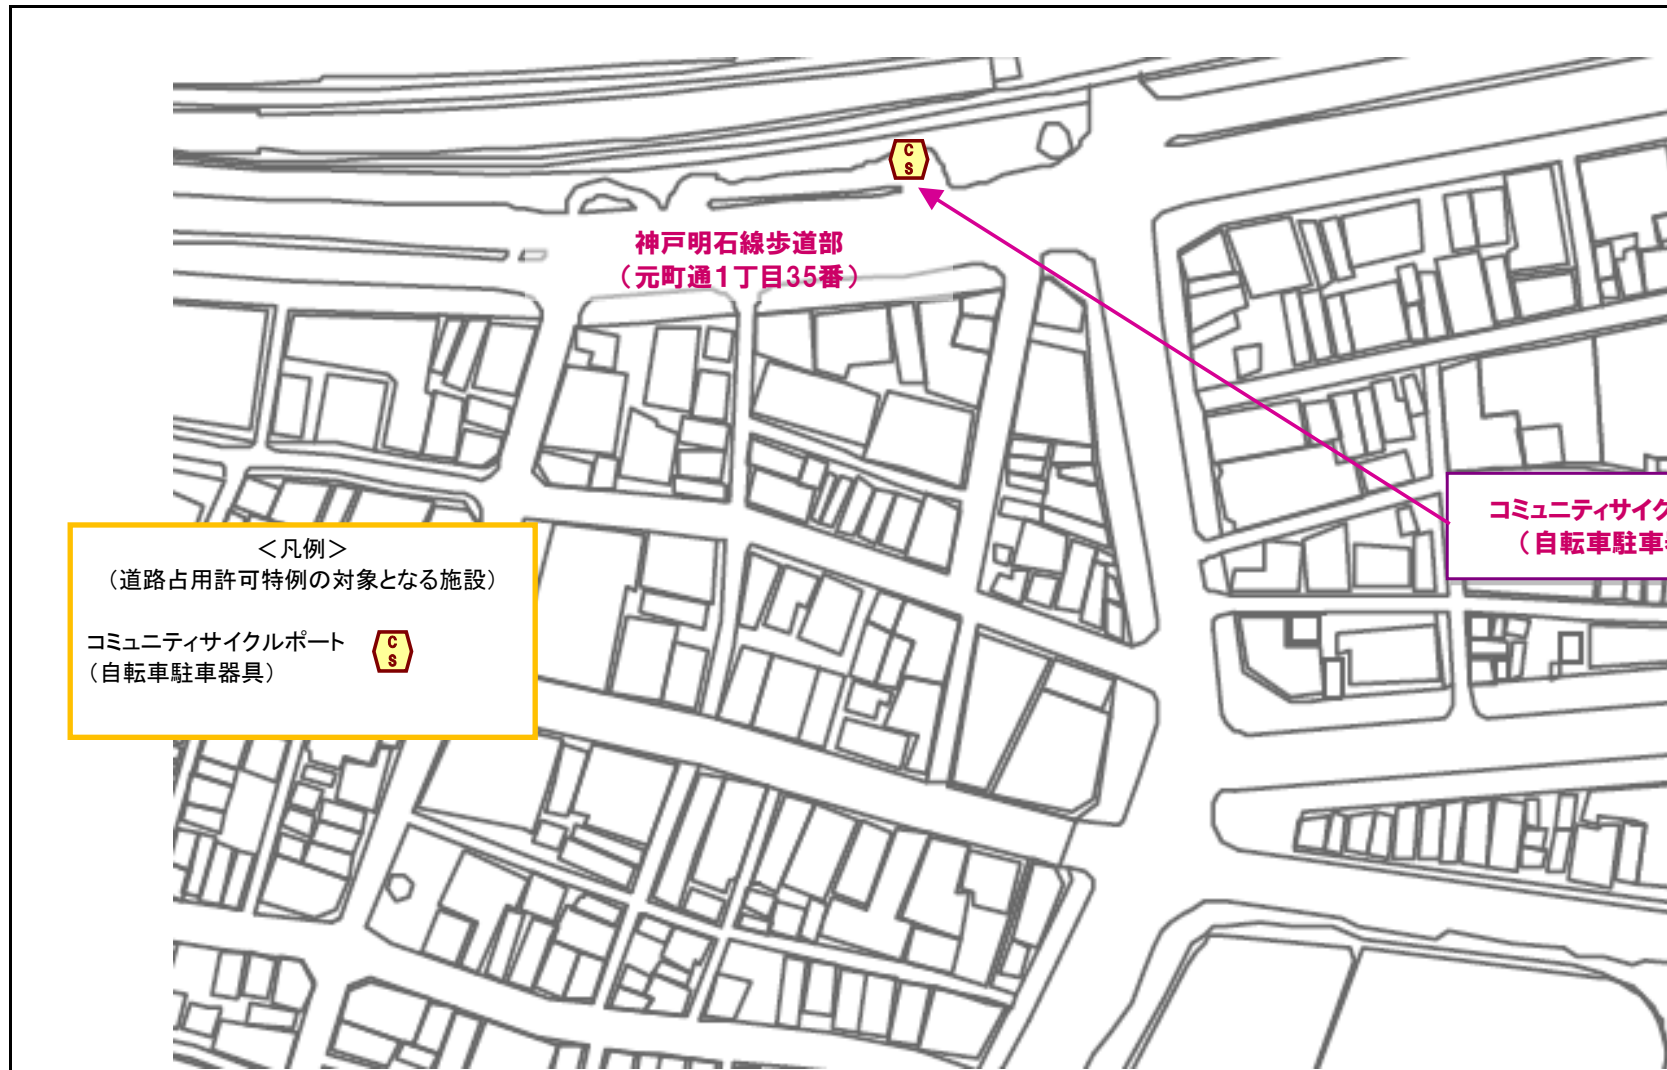 C
S
神戸明石線歩道部
（元町通1丁目35番）
コミュニティサイク
（自転車駐車
＜凡例＞
（道路占用許可特例の対象となる施設）
コミュニティサイクルポート
（自転車駐車器具）
C
S